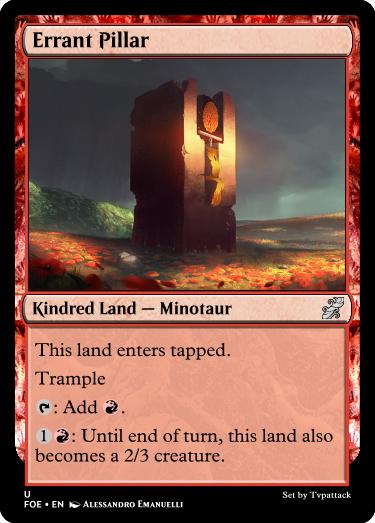 Errant Pillar
Kindred Land — Minotaur
This land enters tapped.
Trample
: Add .
1 : Until end of turn, this land also
becomes a 2/3 creature.
U
FOE • EN Alessandro Emanuelli
Set by Tvpattack